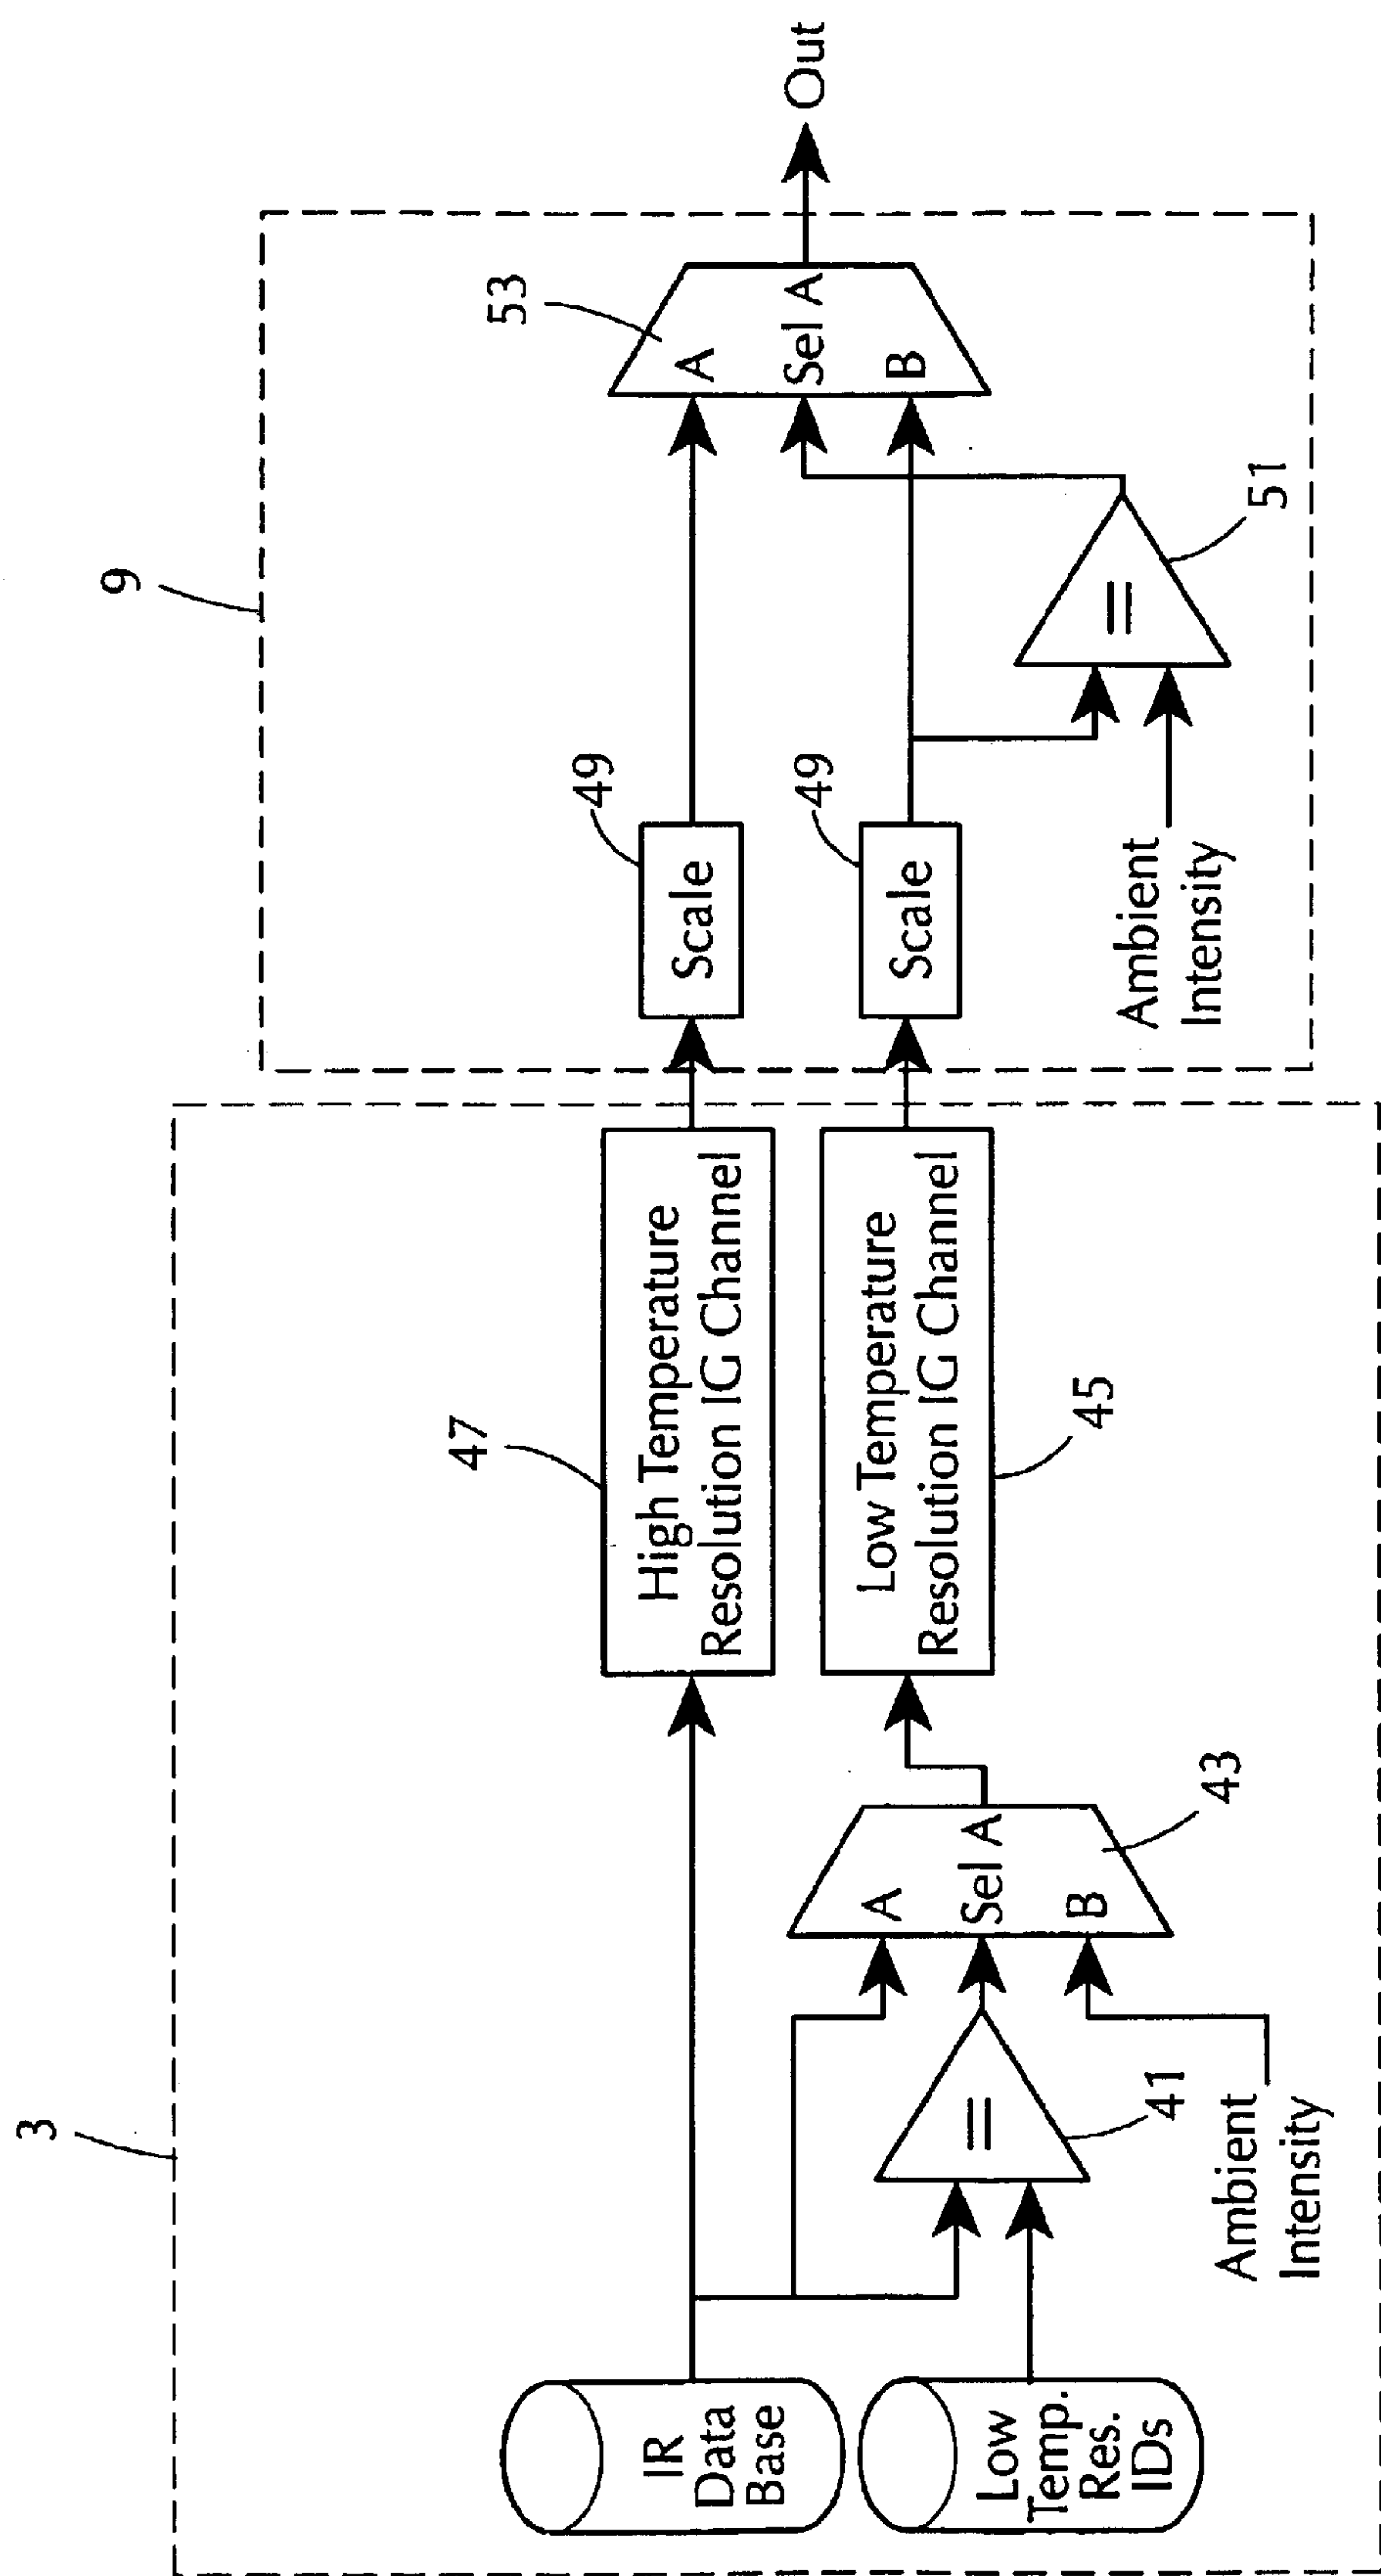 3
IR
Data
Base
Low
Temp.
Res.
IDs
=
41
Ambient
Intensity
A
Sel A
B
43
47
High Temperature
Resolution IG Channel
Low Temperature
Resolution IG Channel
45
9
49
Scale
49
Scale
Ambient
Intensity
=
51
53
A
Sel A
B
Out